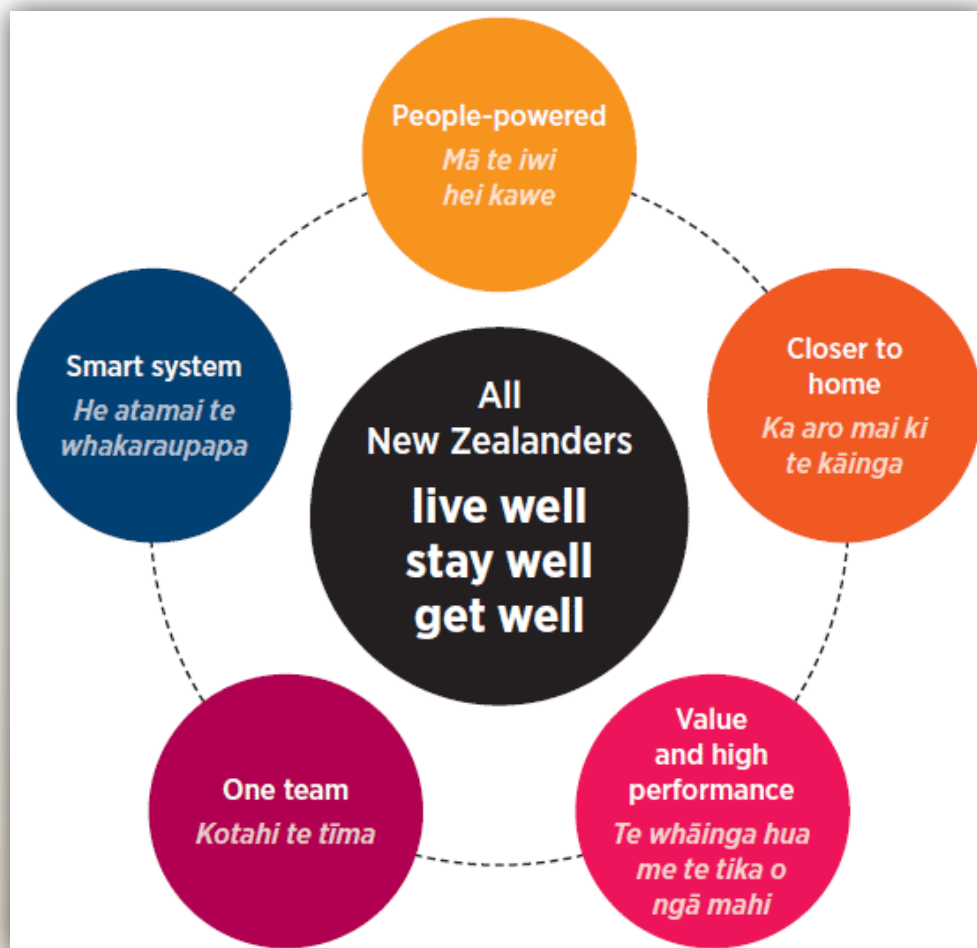 People-powered
Mā te iwi
hei kawe
Closer to
home
Ka aro mai ki
te kāinga
Value
and high
performance
Te whāinga hua
me te tika o
ngā mahi
One team
Kotahi te tīma
Smart system
He atamai te
whakaraupapa
All
New Zealanders
live well
stay well
get well